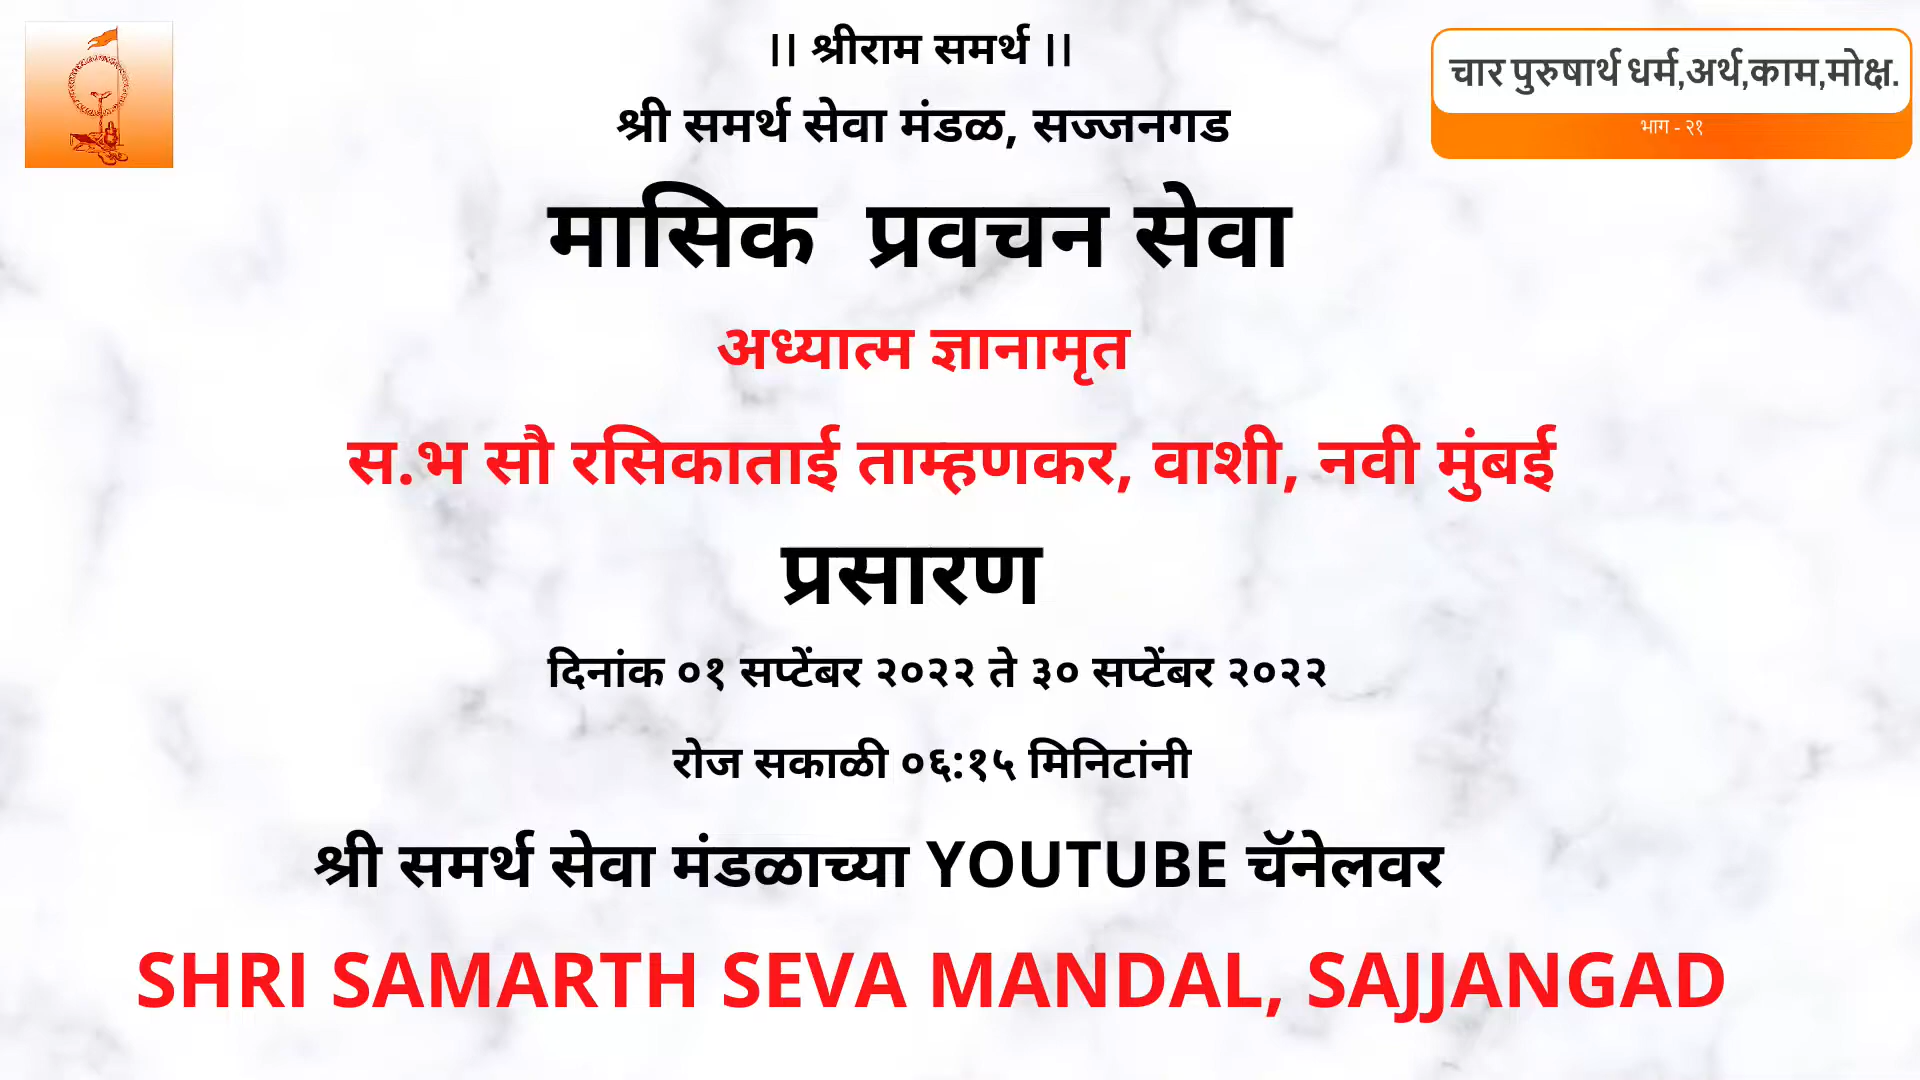 ।। श्रीराम समर्थ ।।
श्री समर्थ सेवा मंडळ, सज्जनगड
चार पुरुषार्थ धर्म,अर्थ,काम,मोक्ष.
भाग - २१
मासिक प्रवचन सेवा
अध्यात्म ज्ञानामृत
स.भ सौ रसिकाताई ताम्हणकर, वाशी, नवी मुंबई
प्रसारण
दिनांक ०१ सप्टेंबर २०२२ ते ३० सप्टेंबर २०२२
रोज सकाळी ०६:१५ मिनिटांनी
श्री समर्थ सेवा मंडळाच्या YOUTUBE चॅनेलवर
SHRI SAMARTH SEVA MANDAL, SAJJANGAD